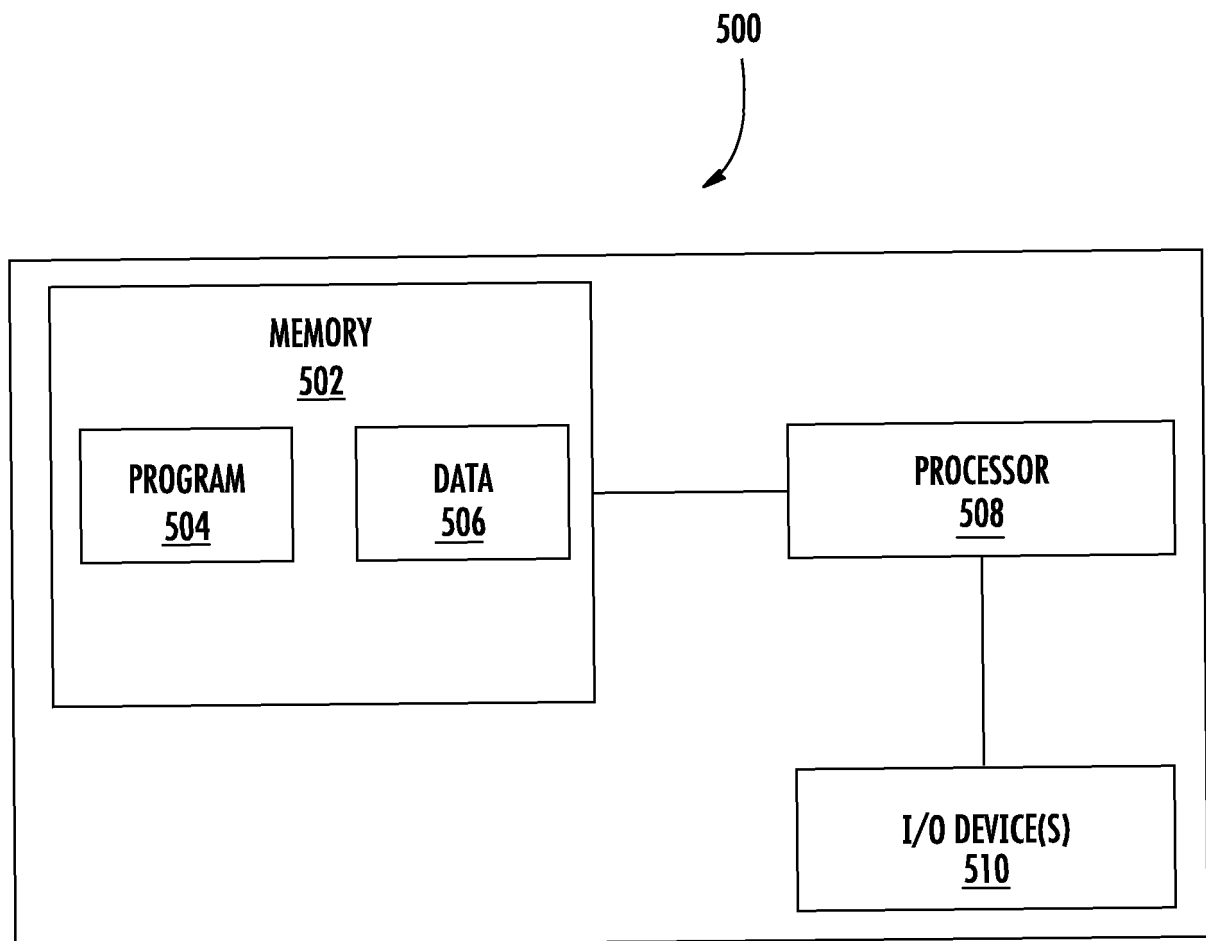 500
MEMORY
502
PROGRAM
504
DATA
506
PROCESSOR
508
I/O DEVICE(S)
510